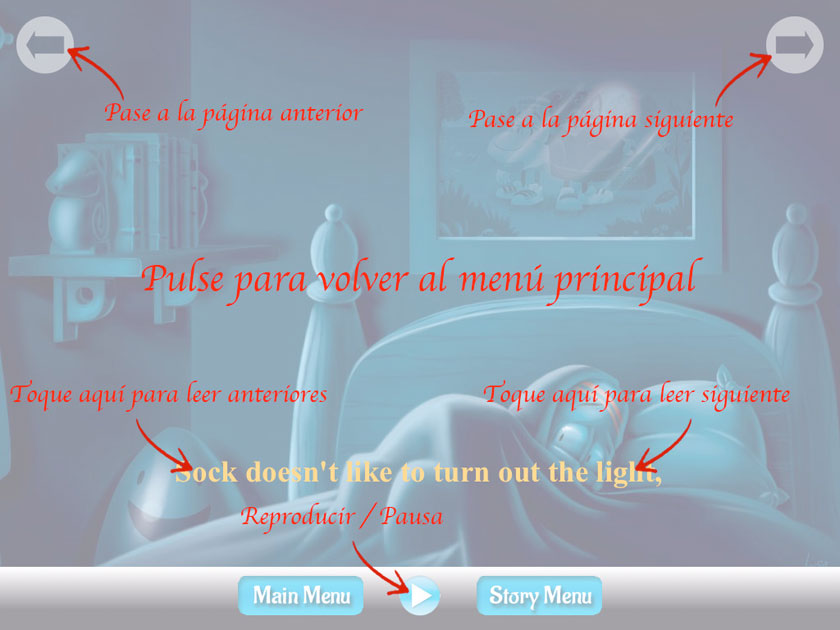 Pase a la página anterior
Pase a la página siguiente
Pulse para volver al menú principal
Toque aquí para leer anteriores
Toque aquí para leer siguiente
Sock doesn't like to turn out the light,
Reproducir / Pausa
Main Menu
Story Menu